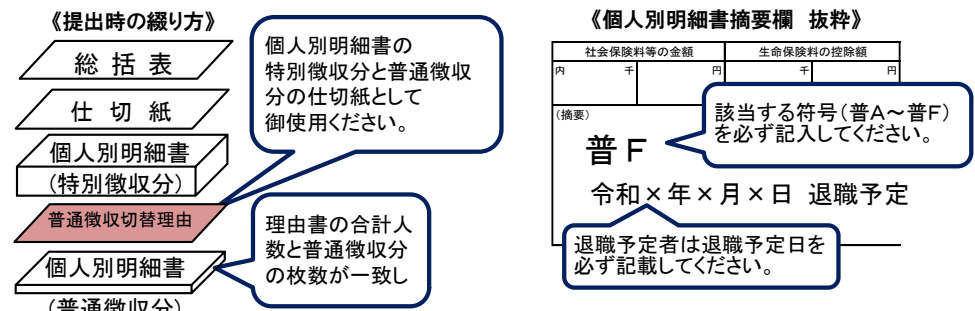 《提出時の綴り方》
総括表
仕切紙
個人別明細書
(特別徴収分)
普通徴収切替理由
個人別明細書
(普通徴収分)
個人別明細書の
特別徴収分と普通徴収
分の仕切紙として
御使用ください。
理由書の合計人
数と普通徴収分
の枚数が一致し
《個人別明細書摘要欄 抜粋》
社会保険料等の金額 生命保険料の控除額
内 千 円 千 円
(摘要)
普F
令和×年×月×日 退職予定
該当する符号(普A～普F)
を必ず記入してください。
退職予定者は退職予定日を
必ず記載してください。